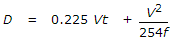 D = 0.225 Vt + V²/254f